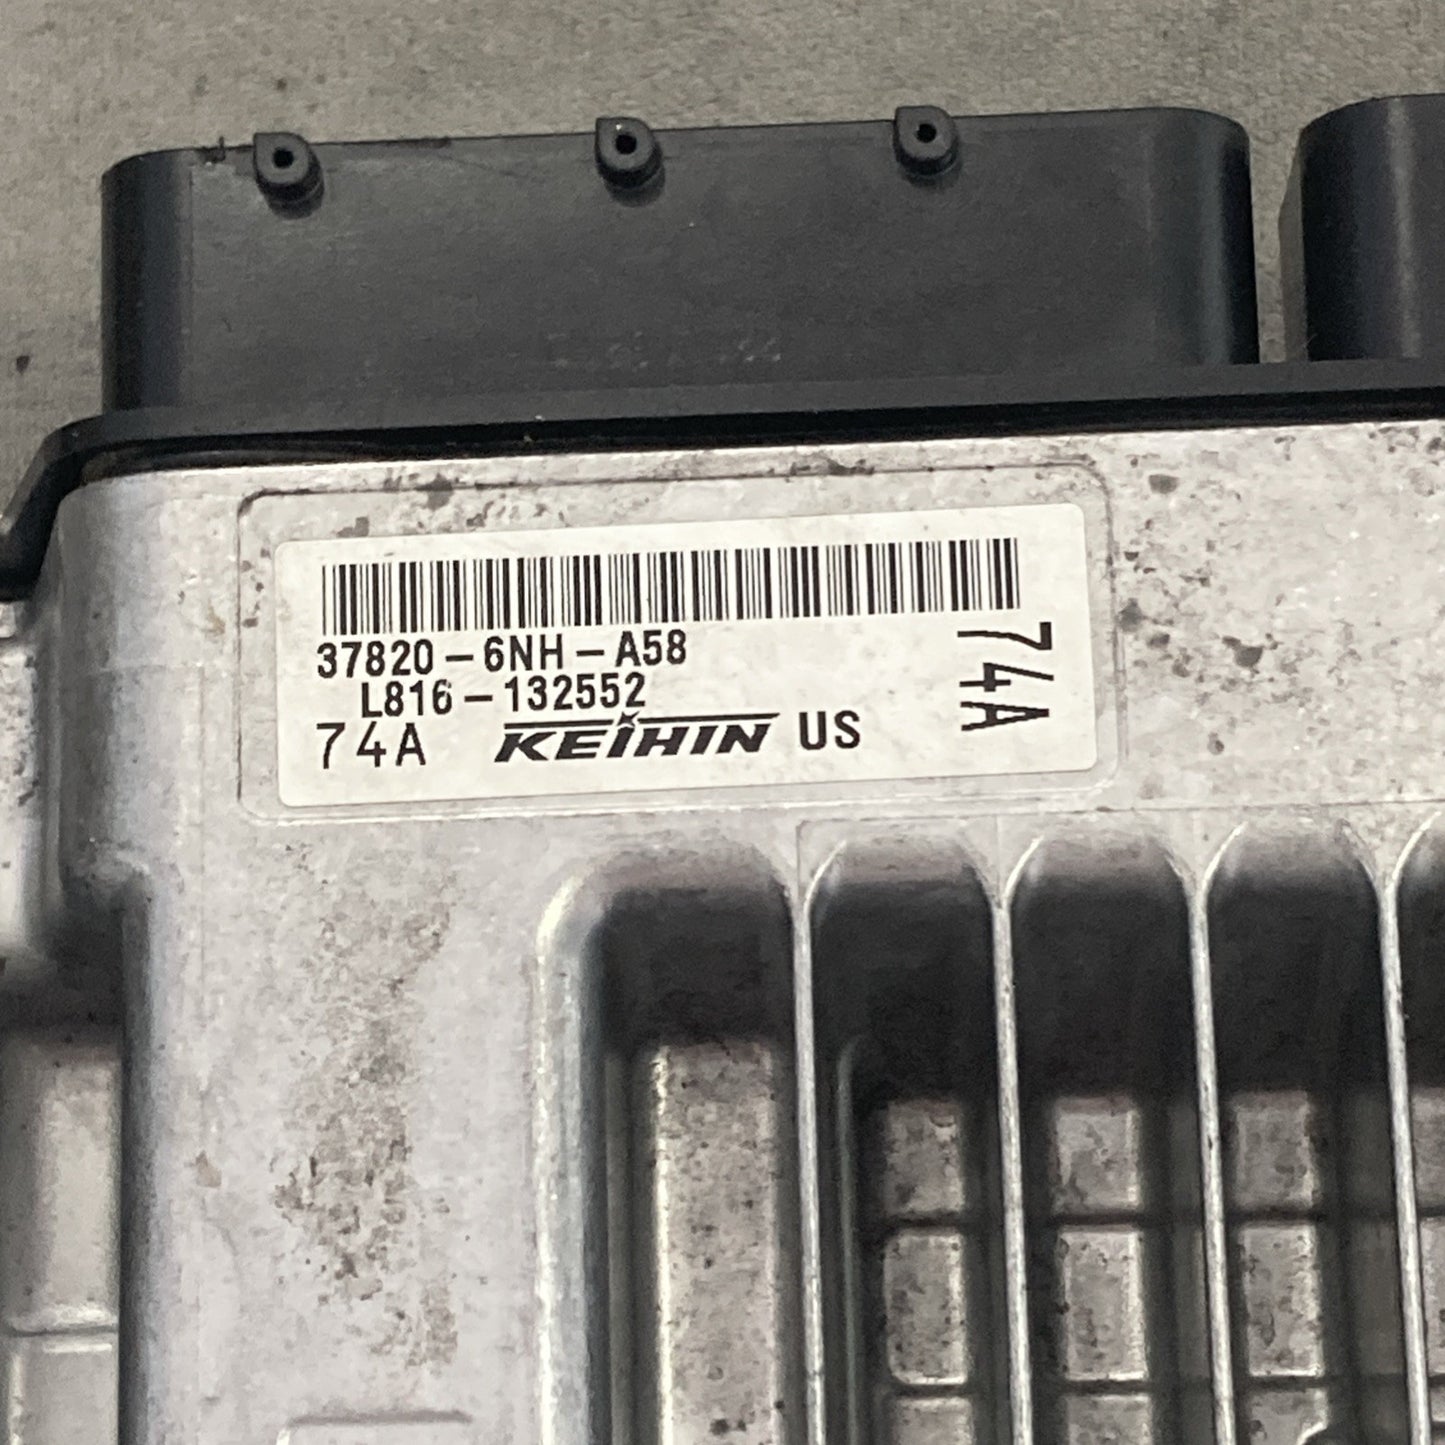 37820-6NH-A58
L816-132552
74A KEIHIN US
74A